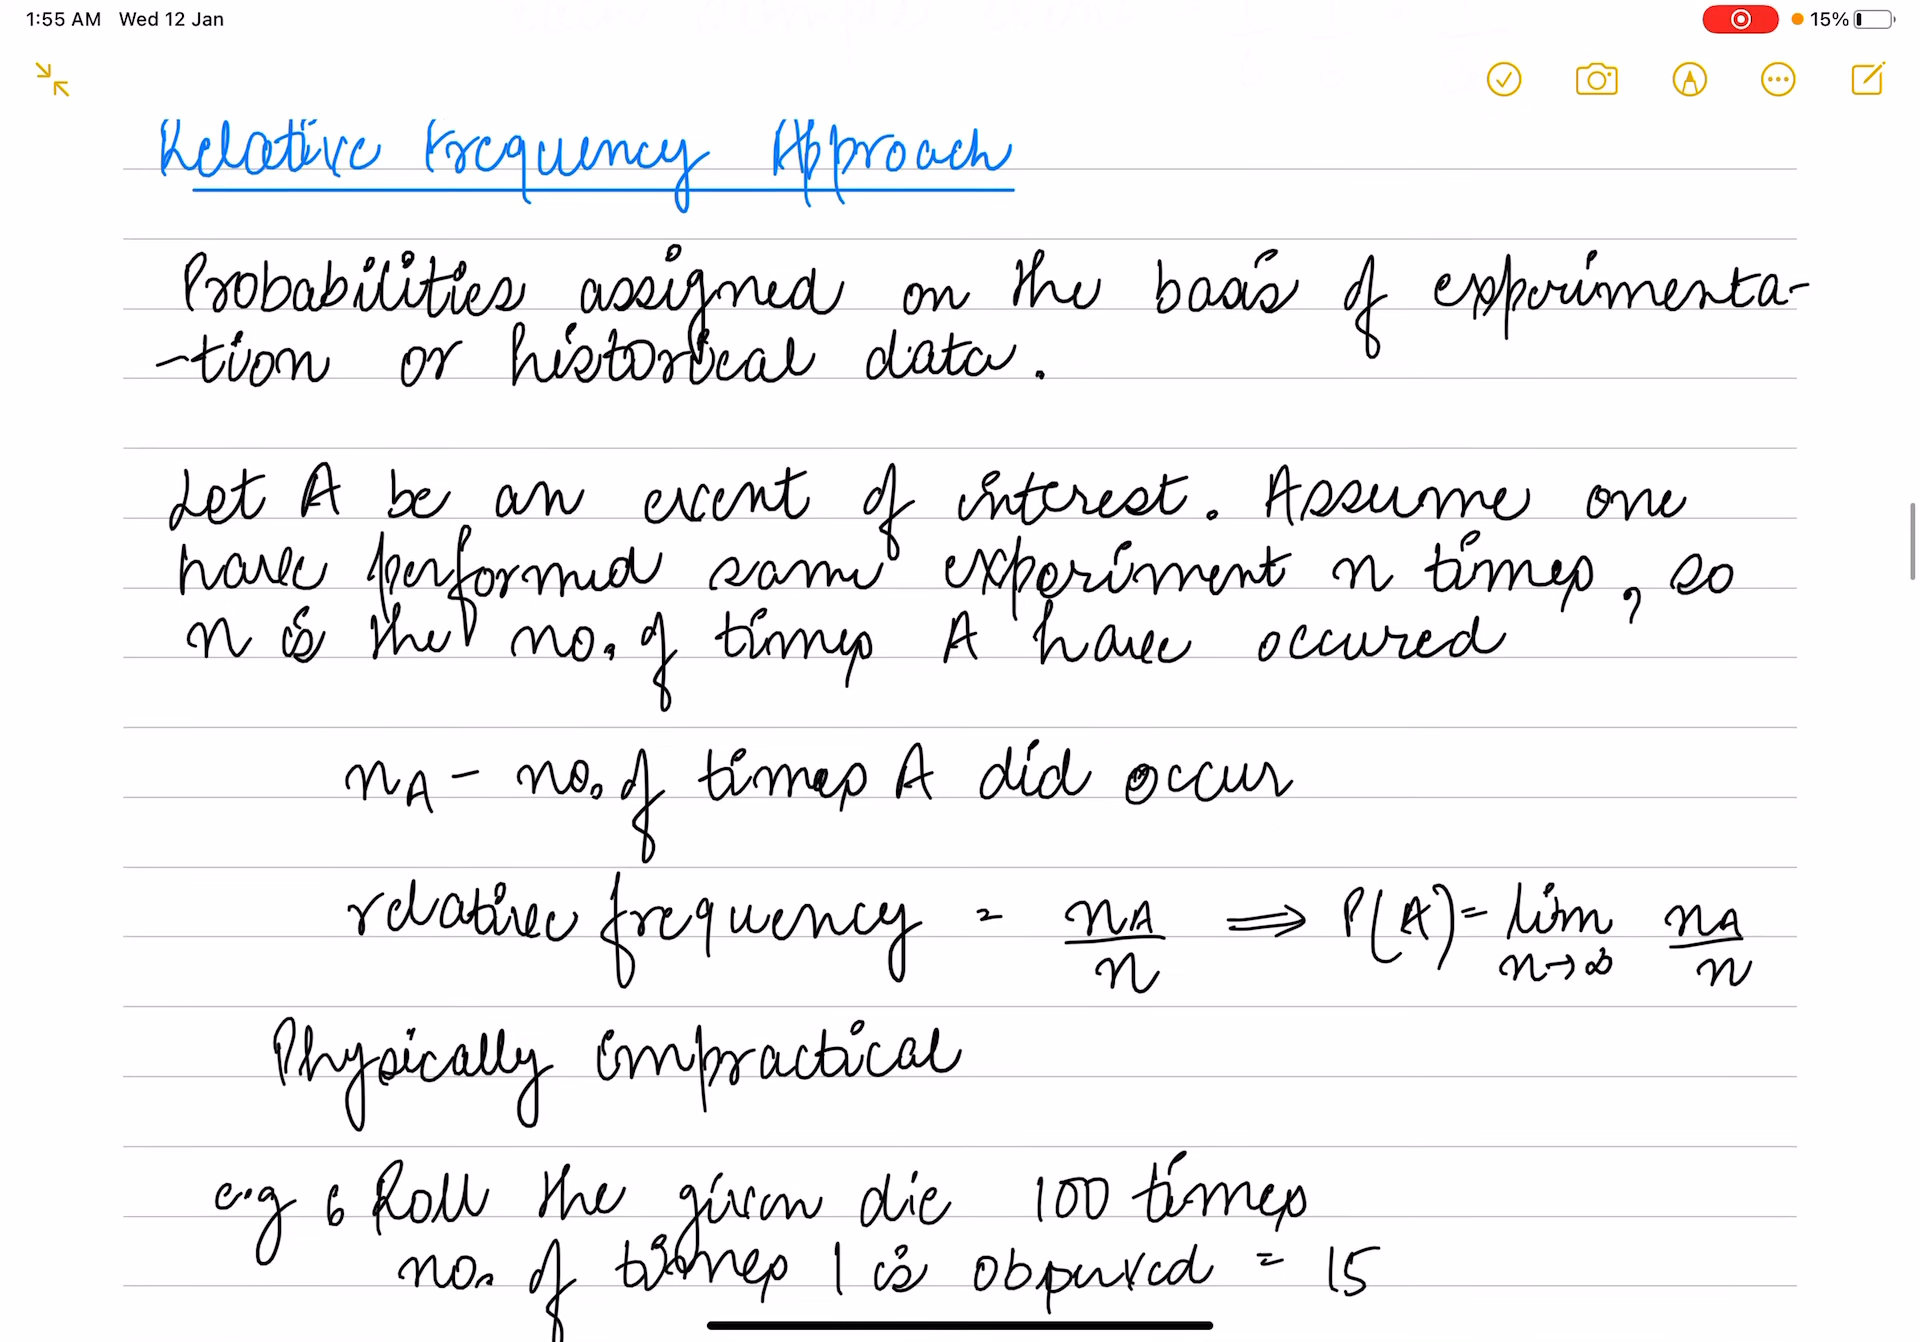 1:55 AM Wed 12 Jan 15%
Relative Frequency Approach
Probabilities assigned on the basis of experimenta-
-tion or historical data.
Let A be an event of interest. Assume one
have performed same experiment n times, so
n is the no. of times A have occured
nA - no. of times A did occur
relative frequency = nA/n ⟹ P(A) = lim n→∞ nA/n
Physically impractical
e.g 6 Roll the given die 100 times
no. of times 1 is observed = 15